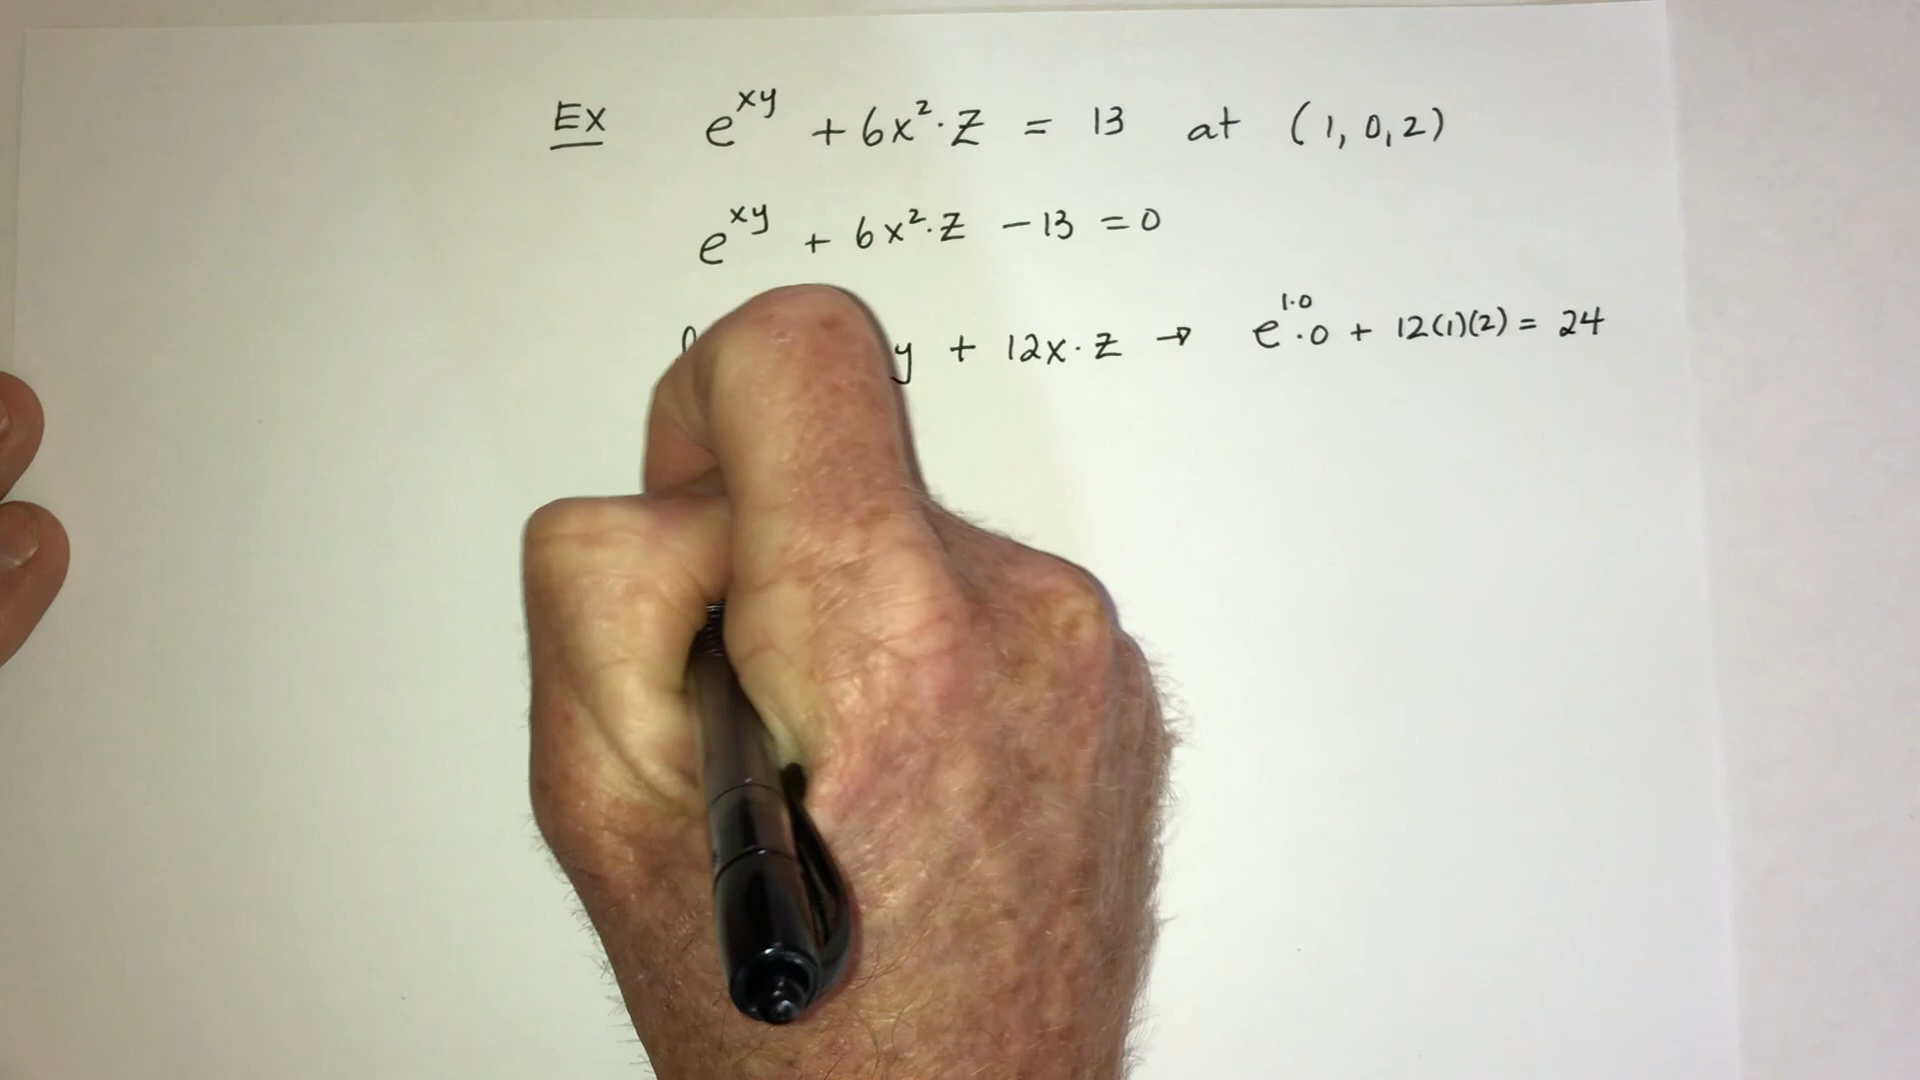 Ex e^xy + 6x²·z = 13 at (1, 0, 2)
e^xy + 6x²·z − 13 = 0
y + 12x·z → e^1·0·0 + 12(1)(2) = 24